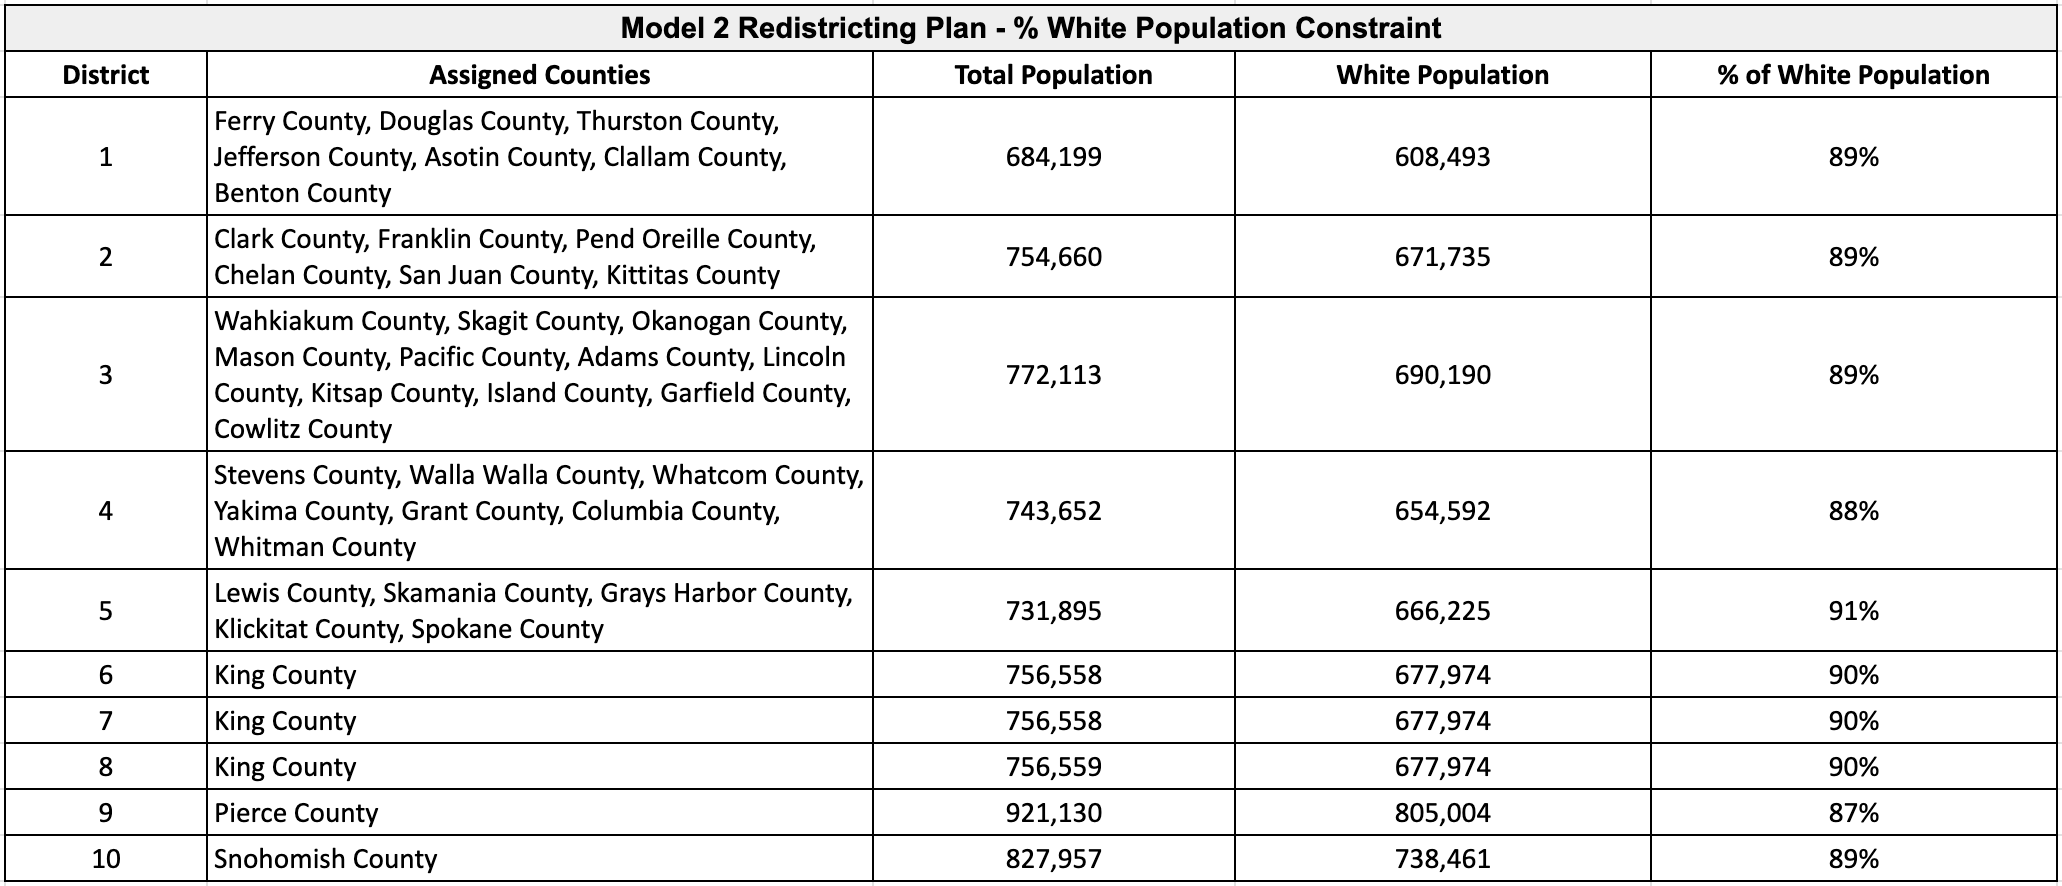 Model 2 Redistricting Plan - % White Population Constraint
District Assigned Counties Total Population White Population % of White Population
1 Ferry County, Douglas County, Thurston County,
Jefferson County, Asotin County, Clallam County,
Benton County 684,199 608,493 89%
2 Clark County, Franklin County, Pend Oreille County,
Chelan County, San Juan County, Kittitas County 754,660 671,735 89%
3 Wahkiakum County, Skagit County, Okanogan County,
Mason County, Pacific County, Adams County, Lincoln
County, Kitsap County, Island County, Garfield County,
Cowlitz County 772,113 690,190 89%
4 Stevens County, Walla Walla County, Whatcom County,
Yakima County, Grant County, Columbia County,
Whitman County 743,652 654,592 88%
5 Lewis County, Skamania County, Grays Harbor County,
Klickitat County, Spokane County 731,895 666,225 91%
6 King County 756,558 677,974 90%
7 King County 756,558 677,974 90%
8 King County 756,559 677,974 90%
9 Pierce County 921,130 805,004 87%
10 Snohomish County 827,957 738,461 89%